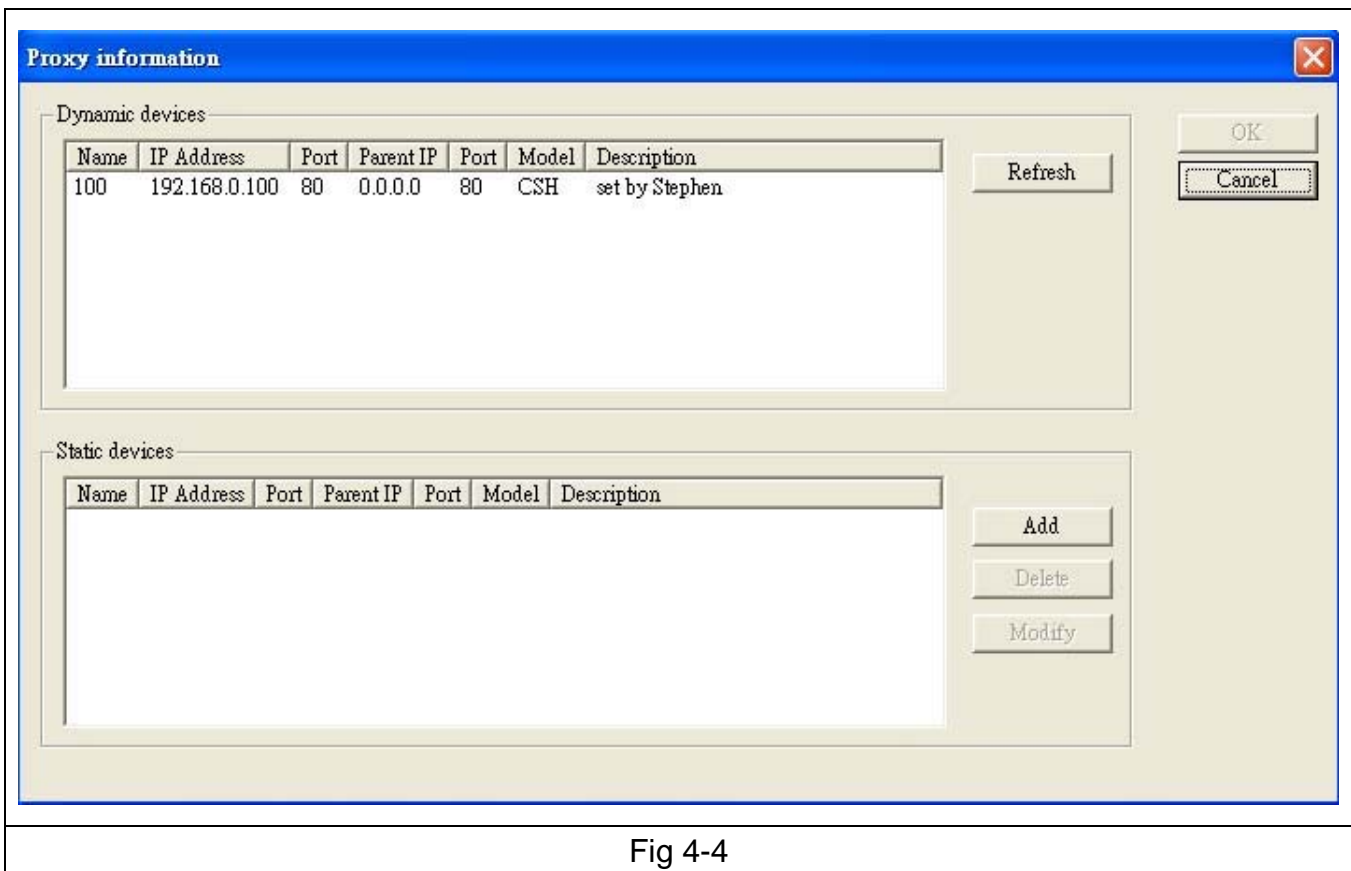 Proxy information
Dynamic devices
Name IP Address Port Parent IP Port Model Description
100 192.168.0.100 80 0.0.0.0 80 CSH set by Stephen
Refresh
OK
Cancel
Static devices
Name IP Address Port Parent IP Port Model Description
Add
Delete
Modify
Fig 4-4